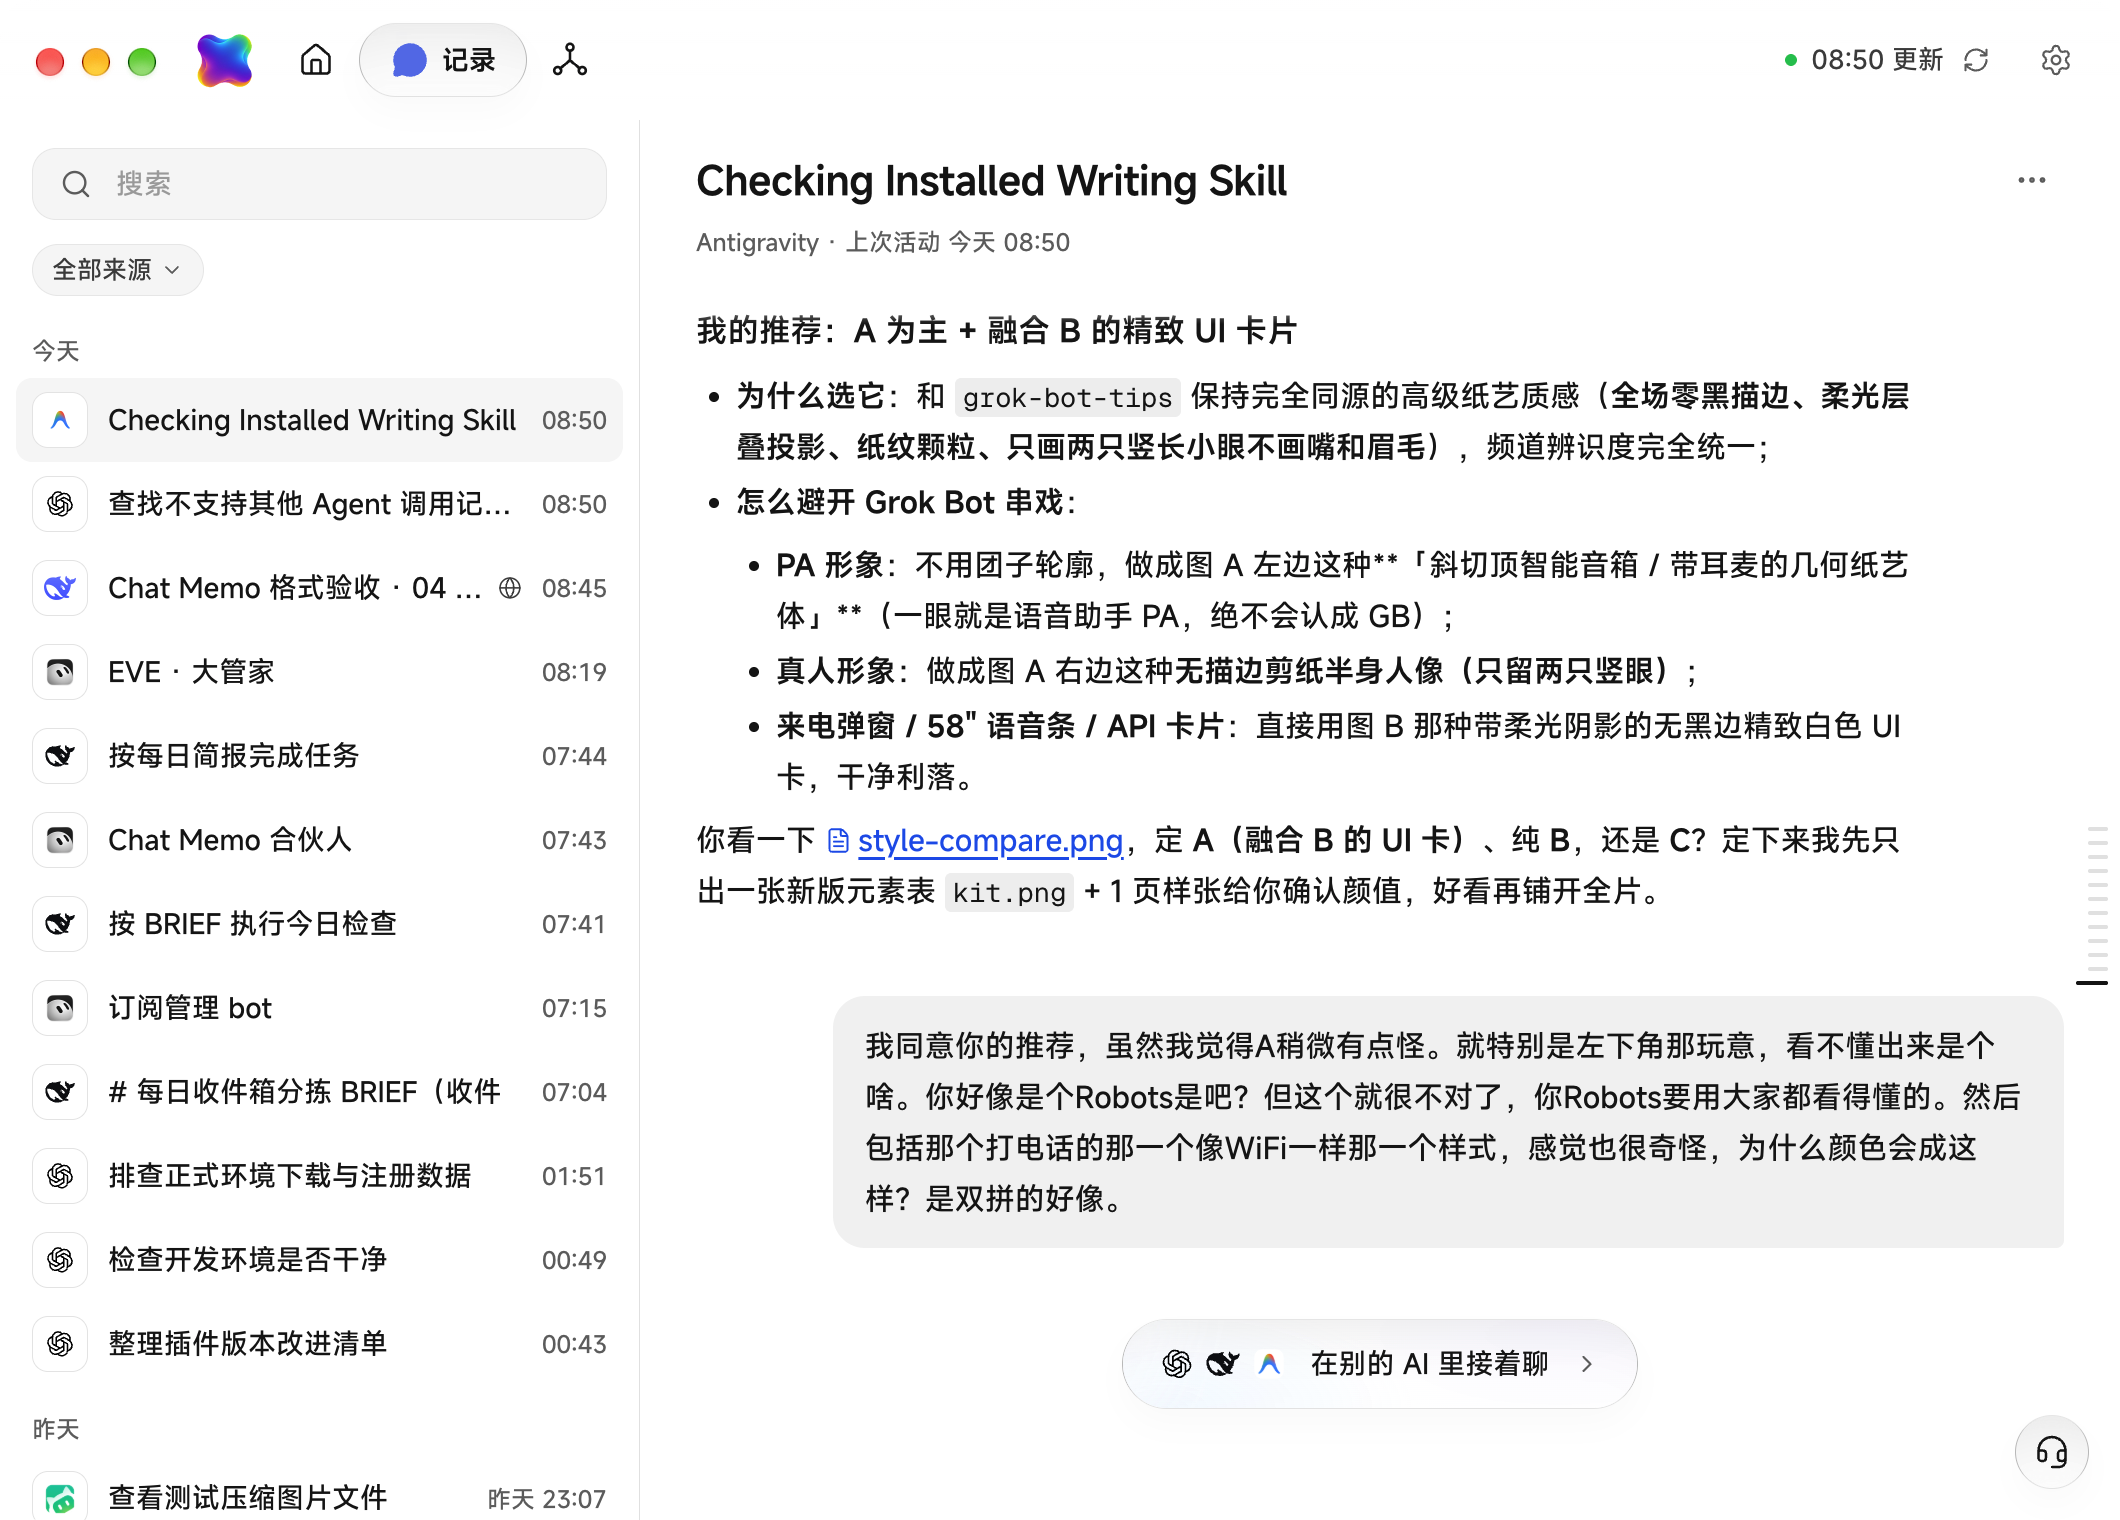 记录
08:50 更新
搜索
全部来源
今天
Checking Installed Writing Skill 08:50
查找不支持其他 Agent 调用记... 08:50
Chat Memo 格式验收 · 04 ... 08:45
EVE · 大管家 08:19
按每日简报完成任务 07:44
Chat Memo 合伙人 07:43
按 BRIEF 执行今日检查 07:41
订阅管理 bot 07:15
# 每日收件箱分拣 BRIEF（收件 07:04
排查正式环境下载与注册数据 01:51
检查开发环境是否干净 00:49
整理插件版本改进清单 00:43
昨天
查看测试压缩图片文件 昨天 23:07
Checking Installed Writing Skill
Antigravity · 上次活动 今天 08:50
我的推荐：A 为主 + 融合 B 的精致 UI 卡片
• 为什么选它：和 grok-bot-tips 保持完全同源的高级纸艺质感（全场零黑描边、柔光层
叠投影、纸纹颗粒、只画两只竖长小眼不画嘴和眉毛），频道辨识度完全统一；
• 怎么避开 Grok Bot 串戏：
• PA 形象：不用团子轮廓，做成图 A 左边这种**「斜切顶智能音箱 / 带耳麦的几何纸艺
体」**（一眼就是语音助手 PA，绝不会认成 GB）；
• 真人形象：做成图 A 右边这种无描边剪纸半身人像（只留两只竖眼）；
• 来电弹窗 / 58" 语音条 / API 卡片：直接用图 B 那种带柔光阴影的无黑边精致白色 UI
卡，干净利落。
你看一下 style-compare.png，定 A（融合 B 的 UI 卡）、纯 B，还是 C？定下来我先只
出一张新版元素表 kit.png + 1 页样张给你确认颜值，好看再铺开全片。
我同意你的推荐，虽然我觉得A稍微有点怪。就特别是左下角那玩意，看不懂出来是个
啥。你好像是个Robots是吧？但这个就很不对了，你Robots要用大家都看得懂的。然后
包括那个打电话的那一个像WiFi一样那一个样式，感觉也很奇怪，为什么颜色会成这
样？是双拼的好像。
在别的 AI 里接着聊